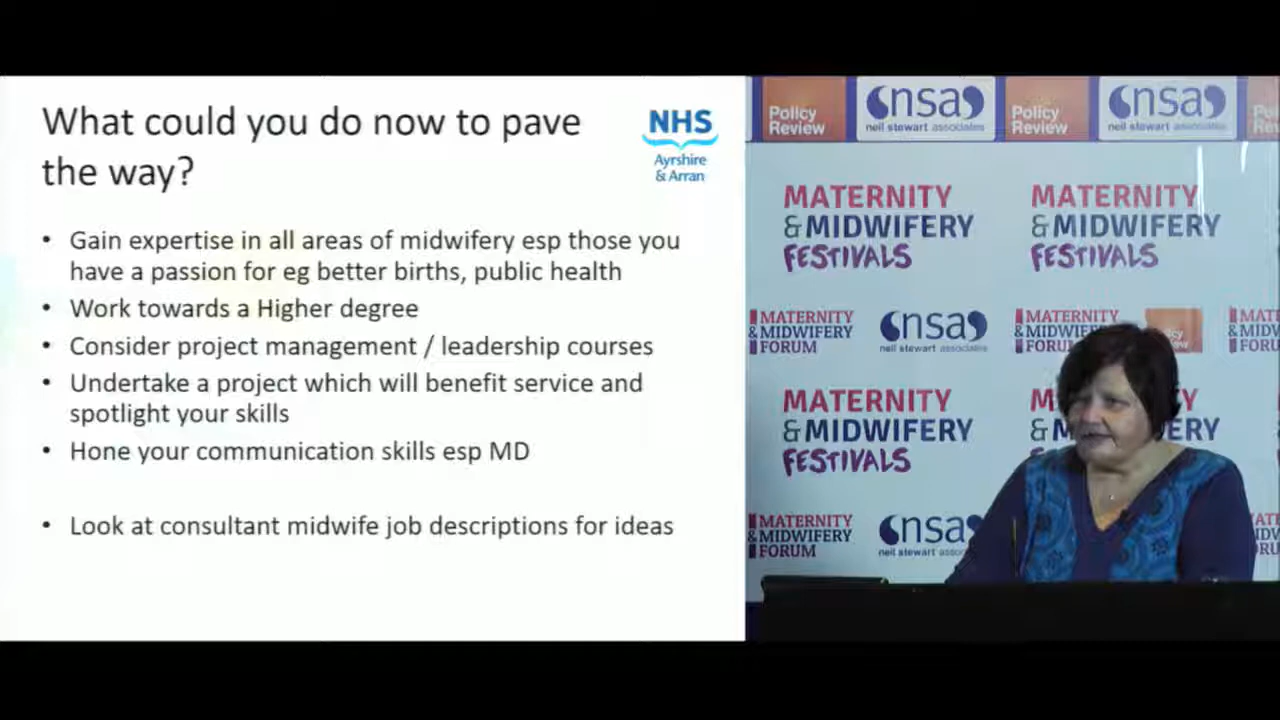 What could you do now to pave
the way?
NHS
Ayrshire
& Arran
• Gain expertise in all areas of midwifery esp those you
have a passion for eg better births, public health
• Work towards a Higher degree
• Consider project management / leadership courses
• Undertake a project which will benefit service and
spotlight your skills
• Hone your communication skills esp MD
• Look at consultant midwife job descriptions for ideas
Policy
Review
nsa
neil stewart associates
Policy
Review
nsa
neil stewart associates
MATERNITY
&MIDWIFERY
FESTIVALS
MATERNITY
&MIDWIFERY
FESTIVALS
MATERNITY
&MIDWIFERY
FORUM
nsa
neil stewart associates
MATERNITY
&MIDWIFE
FORUM
MATERNITY
&MIDWIFERY
FESTIVALS
MATERNITY
&MIDWIFERY
FORUM
nsa
neil stewart